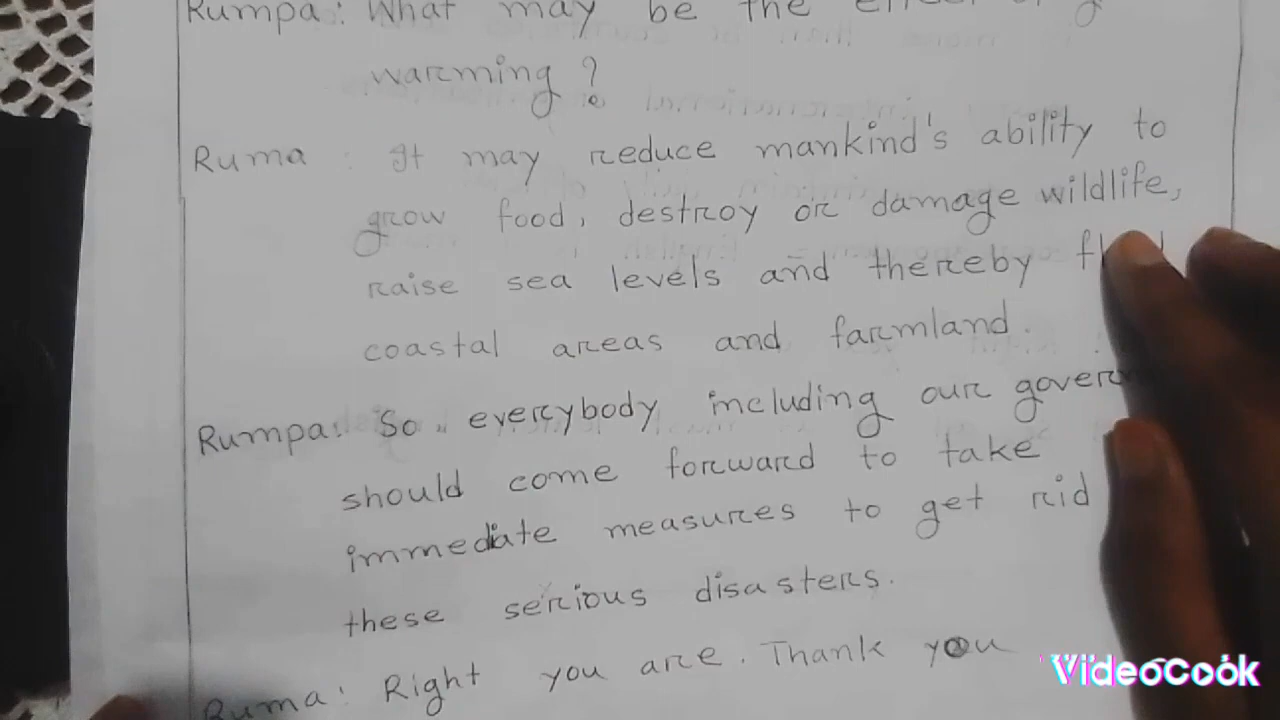 Rumpa: What may be the
warming?
Ruma : It may reduce mankind's ability to
grow food, destroy or damage wildlife,
raise sea levels and thereby
coastal areas and farmland.
Rumpa: So, everybody including our
should come forward to take
immediate measures to get rid
these serious disasters.
Ruma: Right you are. Thank you
VideoCook